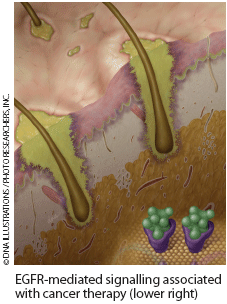 © DNA ILLUSTRATIONS / PHOTO RESEARCHERS, INC.
EGFR-mediated signalling associated
with cancer therapy (lower right)